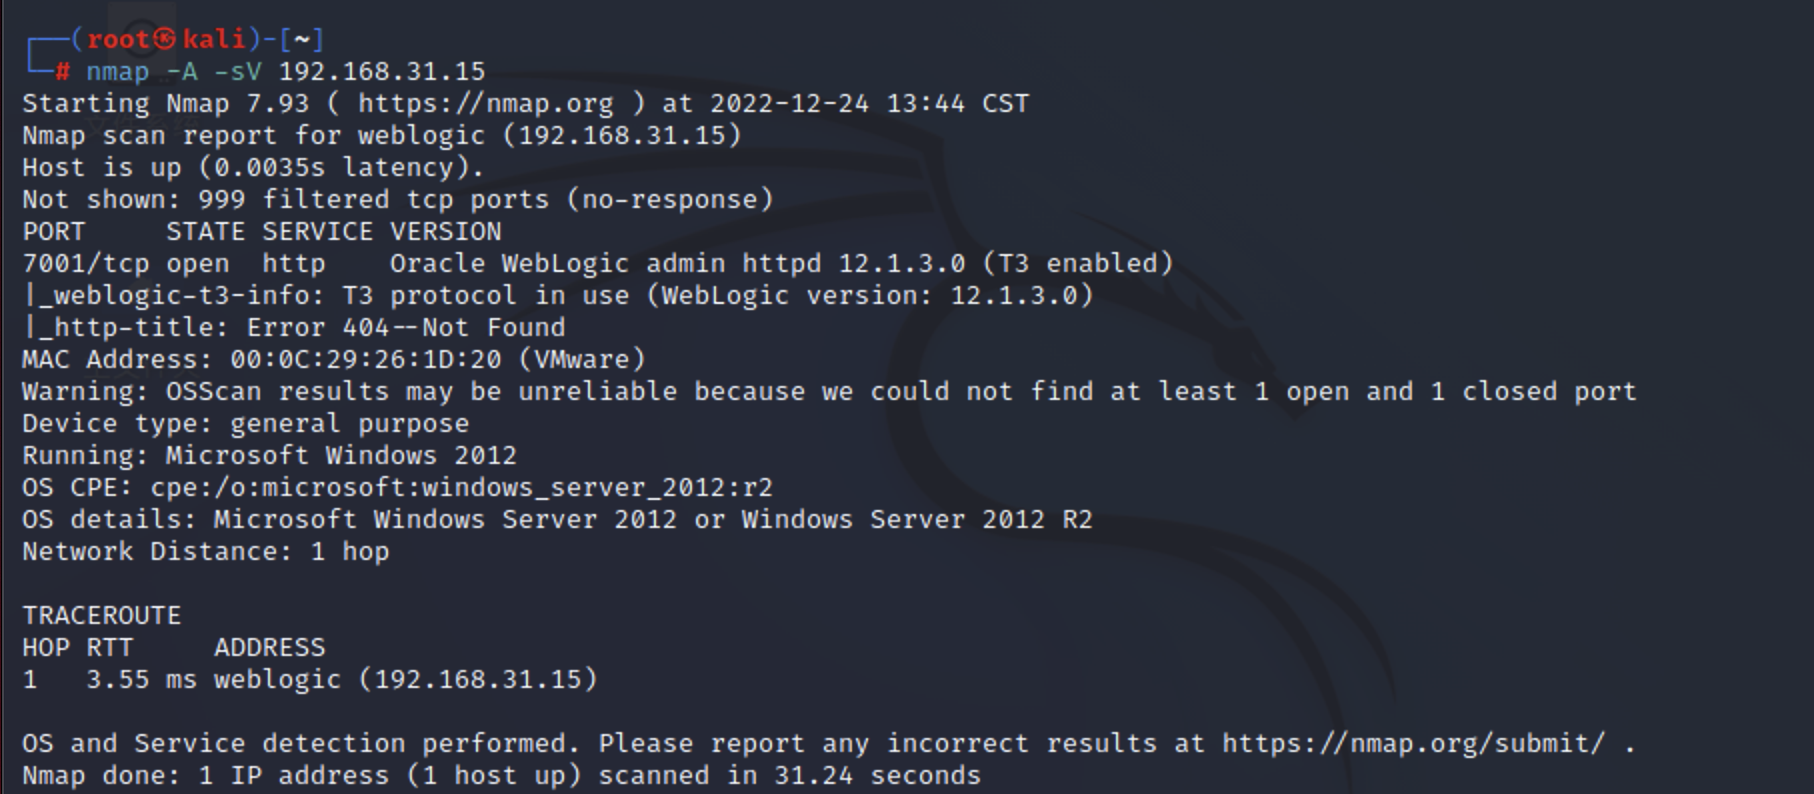 ┌──(root㉿kali)-[~]
└─# nmap -A -sV 192.168.31.15
Starting Nmap 7.93 ( https://nmap.org ) at 2022-12-24 13:44 CST
Nmap scan report for weblogic (192.168.31.15)
Host is up (0.0035s latency).
Not shown: 999 filtered tcp ports (no-response)
PORT     STATE SERVICE VERSION
7001/tcp open  http    Oracle WebLogic admin httpd 12.1.3.0 (T3 enabled)
|_weblogic-t3-info: T3 protocol in use (WebLogic version: 12.1.3.0)
|_http-title: Error 404--Not Found
MAC Address: 00:0C:29:26:1D:20 (VMware)
Warning: OSScan results may be unreliable because we could not find at least 1 open and 1 closed port
Device type: general purpose
Running: Microsoft Windows 2012
OS CPE: cpe:/o:microsoft:windows_server_2012:r2
OS details: Microsoft Windows Server 2012 or Windows Server 2012 R2
Network Distance: 1 hop
TRACEROUTE
HOP RTT     ADDRESS
1   3.55 ms weblogic (192.168.31.15)
OS and Service detection performed. Please report any incorrect results at https://nmap.org/submit/ .
Nmap done: 1 IP address (1 host up) scanned in 31.24 seconds